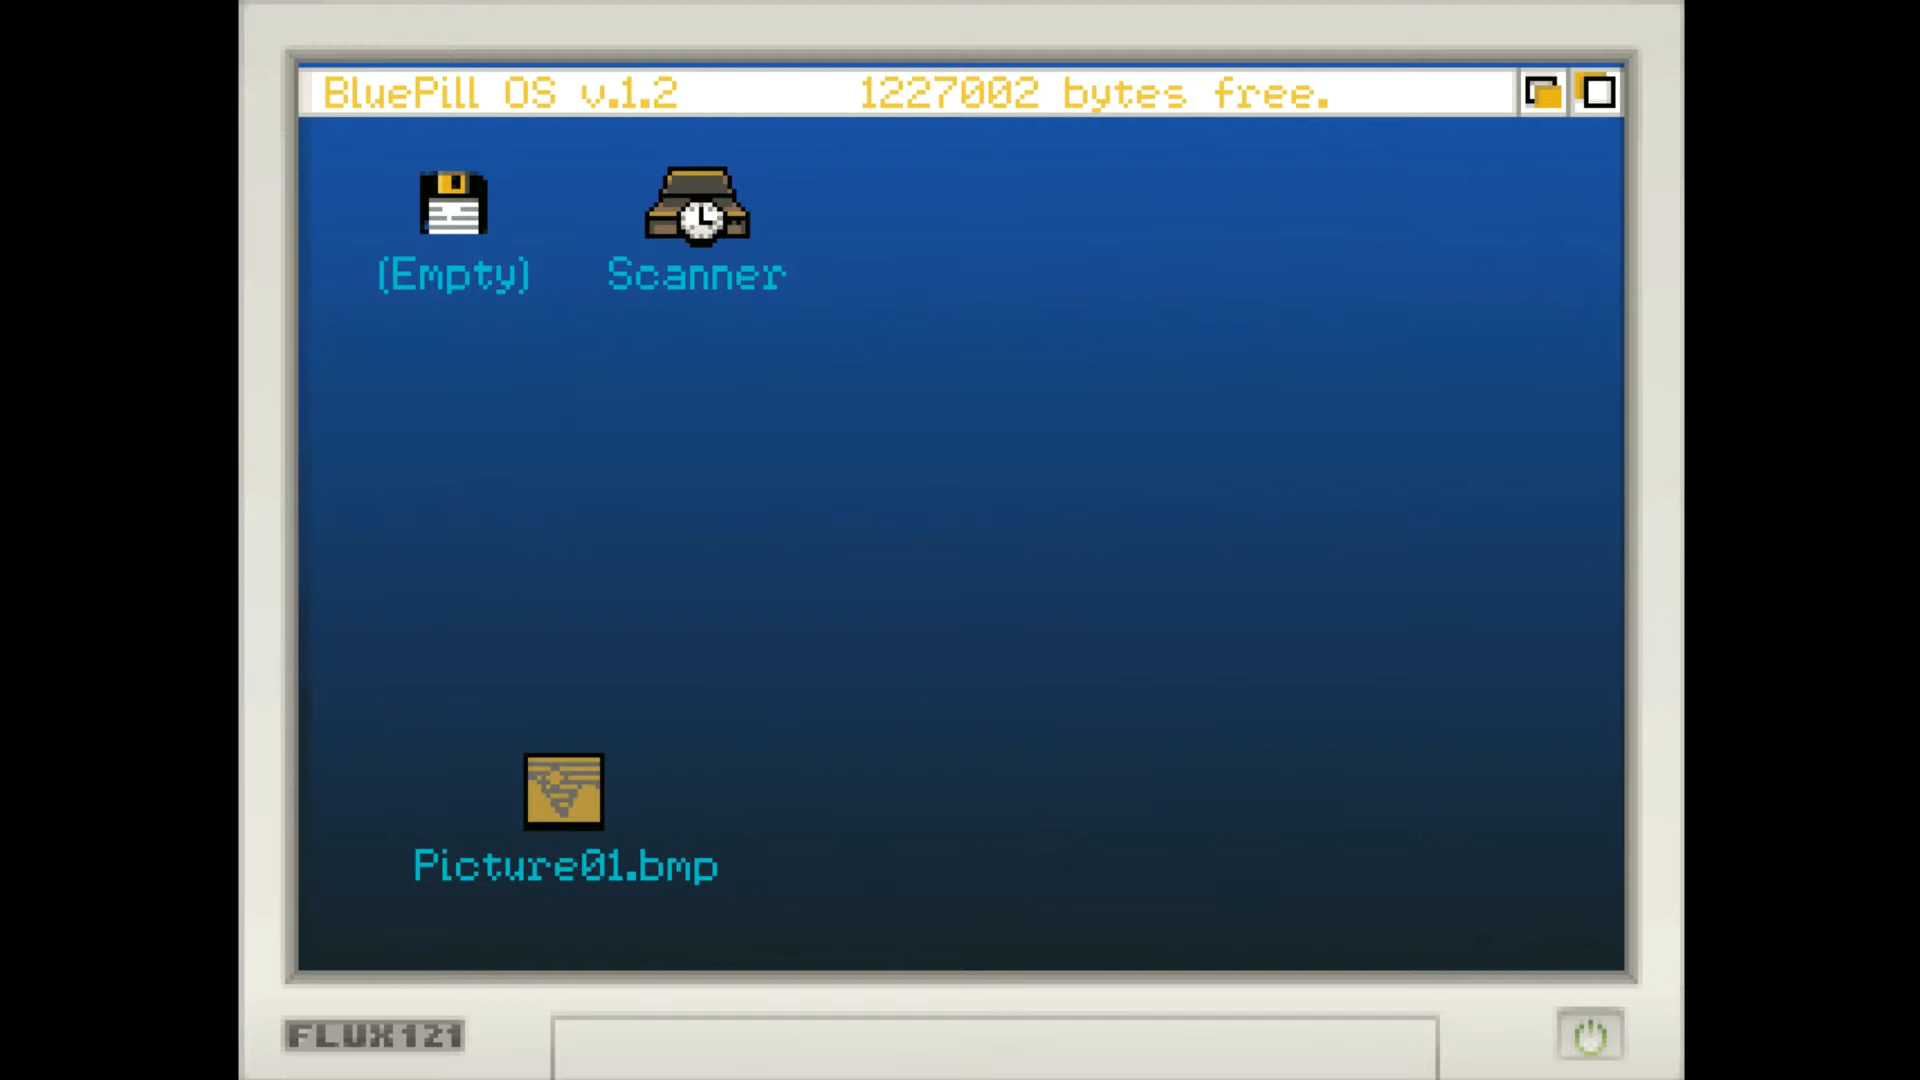 BluePill OS v.1.2 1227002 bytes free.
(Empty) Scanner
Picture01.bmp
FLUX121